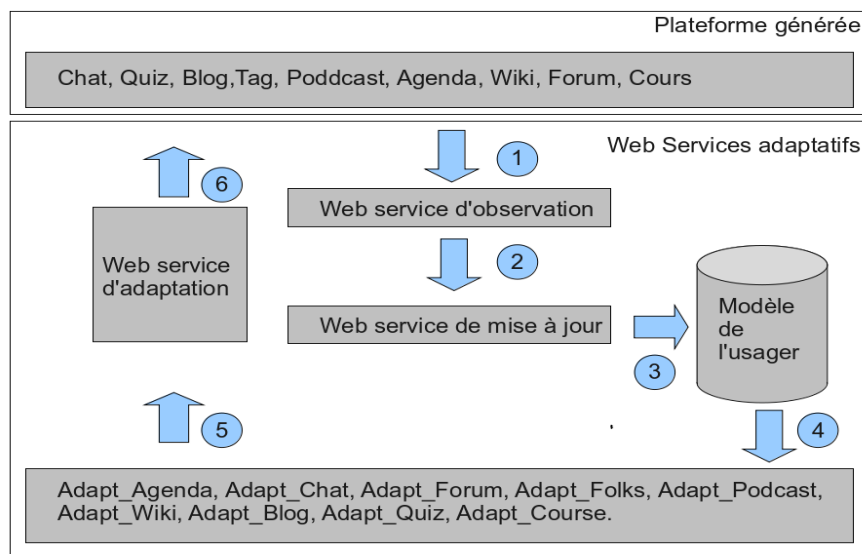 Plateforme générée
Chat, Quiz, Blog,Tag, Poddcast, Agenda, Wiki, Forum, Cours
Web Services adaptatifs
1
6
Web service d'observation
2
Web service
d'adaptation
Web service de mise à jour
Modèle
de
l'usager
3
5
4
Adapt_Agenda, Adapt_Chat, Adapt_Forum, Adapt_Folks, Adapt_Podcast,
Adapt_Wiki, Adapt_Blog, Adapt_Quiz, Adapt_Course.